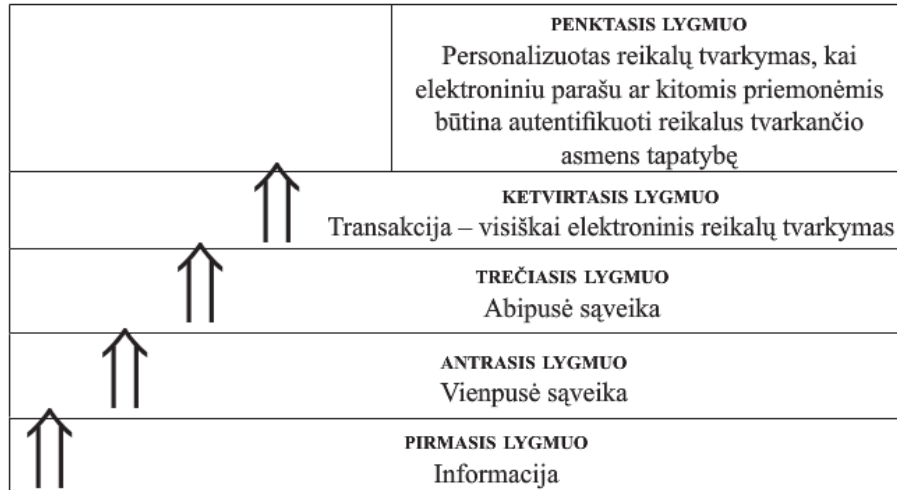 PENKTASIS LYGMUO
Personalizuotas reikalų tvarkymas, kai
elektroniniu parašu ar kitomis priemonėmis
būtina autentifikuoti reikalus tvarkančio
asmens tapatybę
KETVIRTASIS LYGMUO
Transakcija – visiškai elektroninis reikalų tvarkymas
TREČIASIS LYGMUO
Abipusė sąveika
ANTRASIS LYGMUO
Vienpusė sąveika
PIRMASIS LYGMUO
Informacija